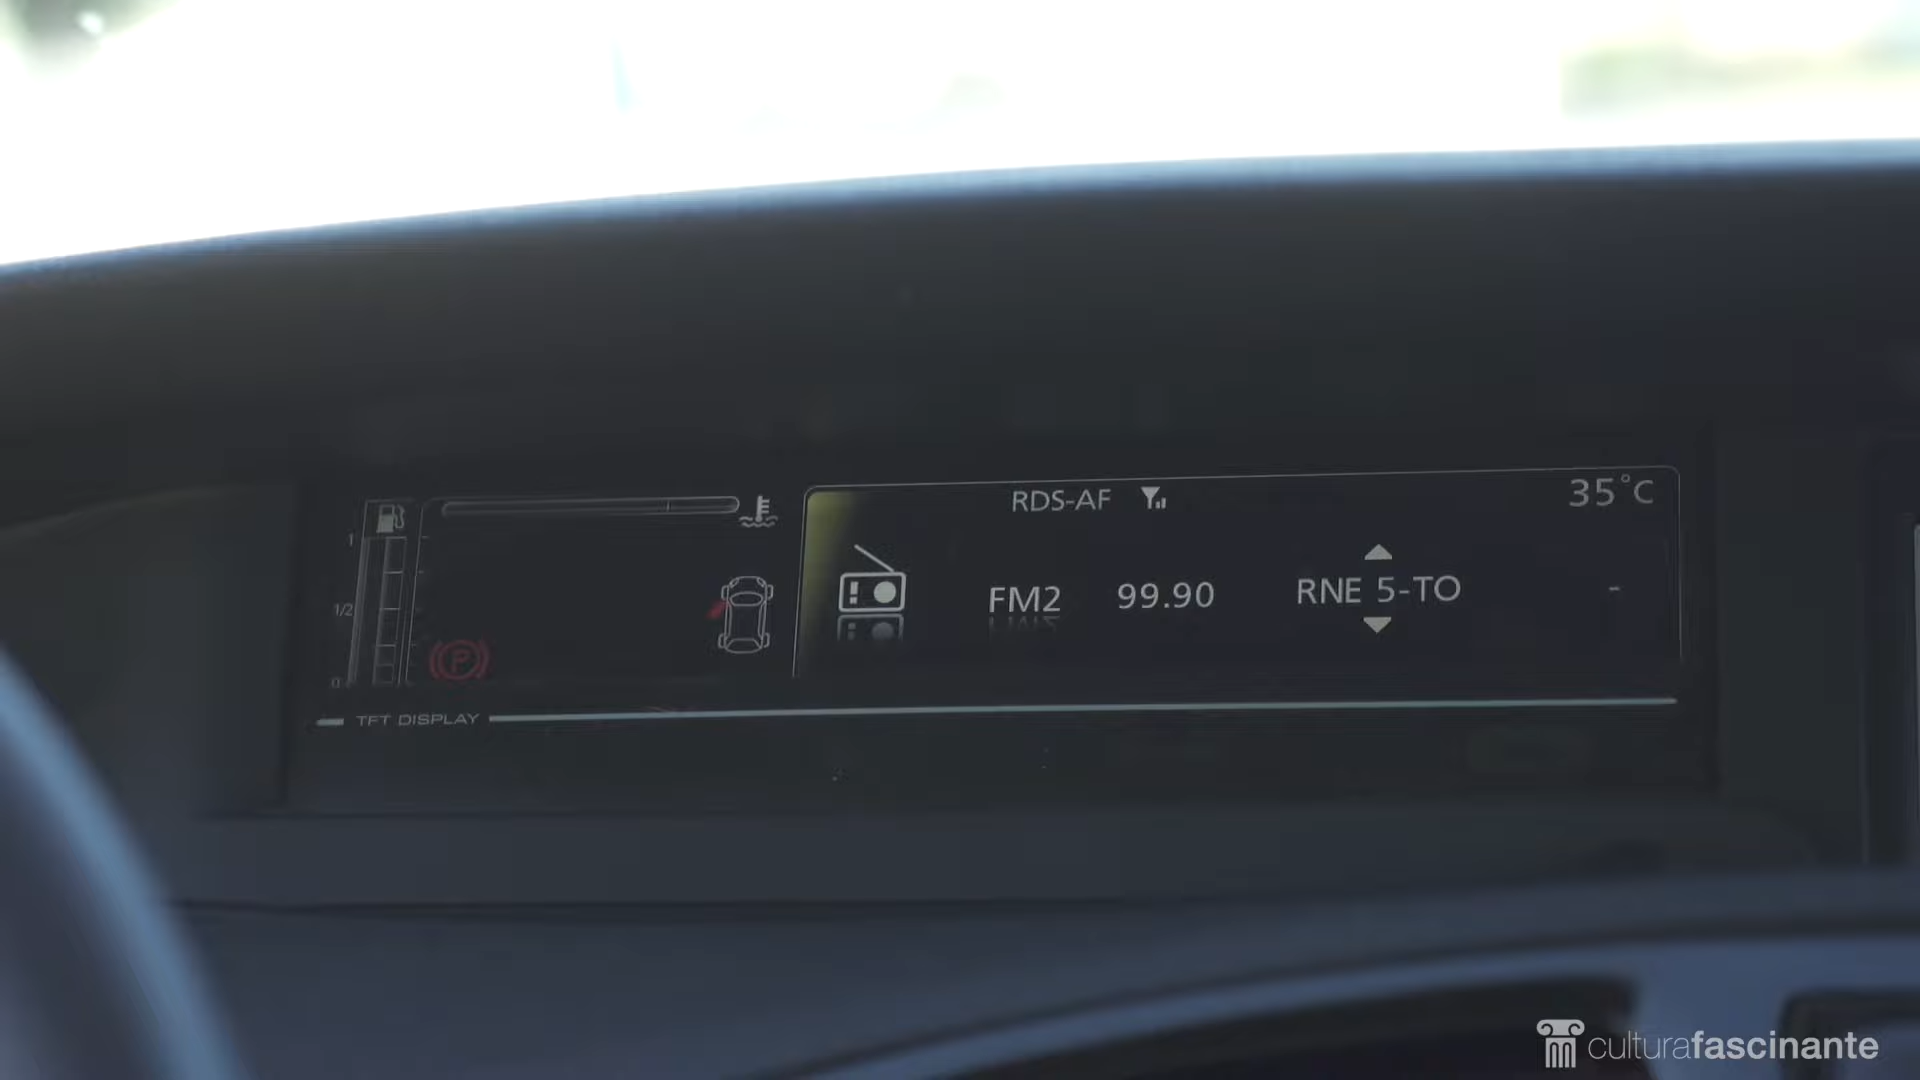 RDS-AF
35°C
1
1/2
0
FM2 99.90 RNE 5-TO -
P
TFT DISPLAY
culturafascinante